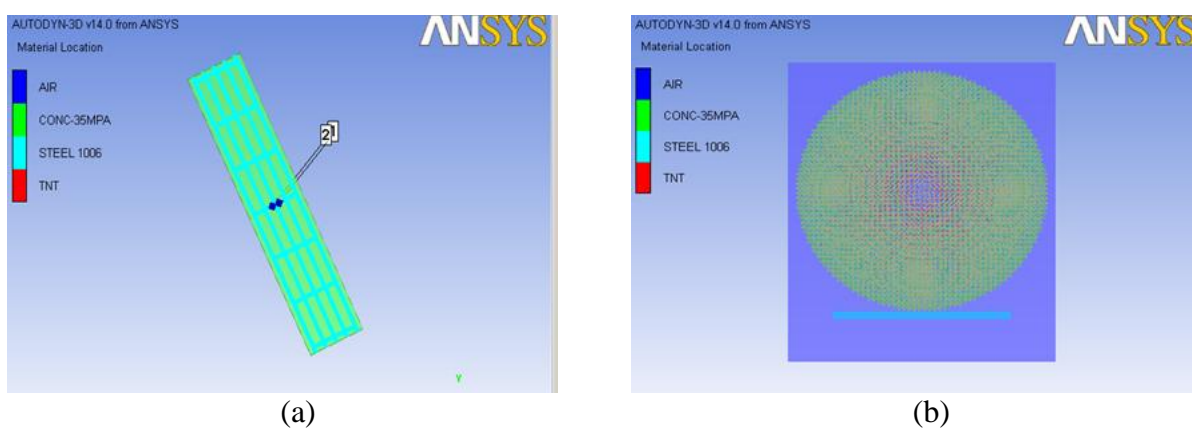 AUTODYN-3D v14.0 from ANSYS
Material Location
ANSYS
AIR
CONC-35MPA
STEEL 1006
TNT
2
1
Y
(a)
AUTODYN-3D v14.0 from ANSYS
Material Location
ANSYS
AIR
CONC-35MPA
STEEL 1006
TNT
(b)